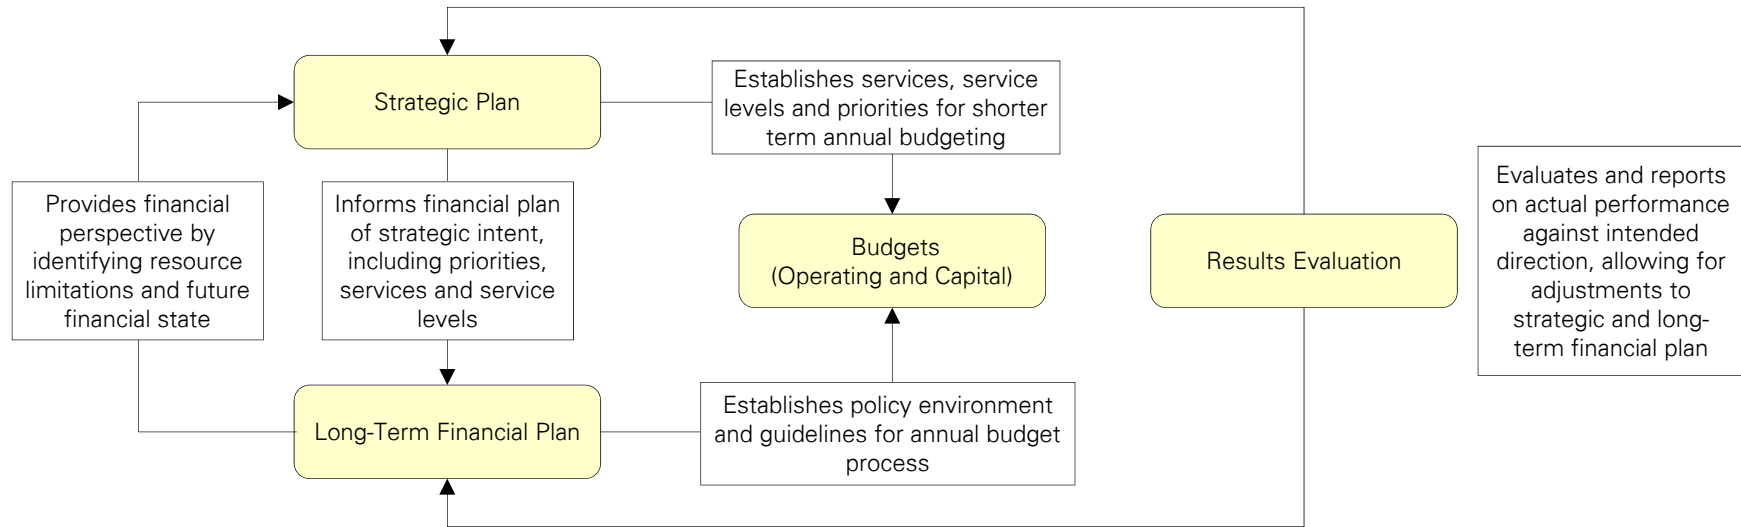 Strategic Plan
Establishes services, service
levels and priorities for shorter
term annual budgeting
Provides financial
perspective by
identifying resource
limitations and future
financial state
Informs financial plan
of strategic intent,
including priorities,
services and service
levels
Budgets
(Operating and Capital)
Results Evaluation
Evaluates and reports
on actual performance
against intended
direction, allowing for
adjustments to
strategic and long-
term financial plan
Long-Term Financial Plan
Establishes policy environment
and guidelines for annual budget
process